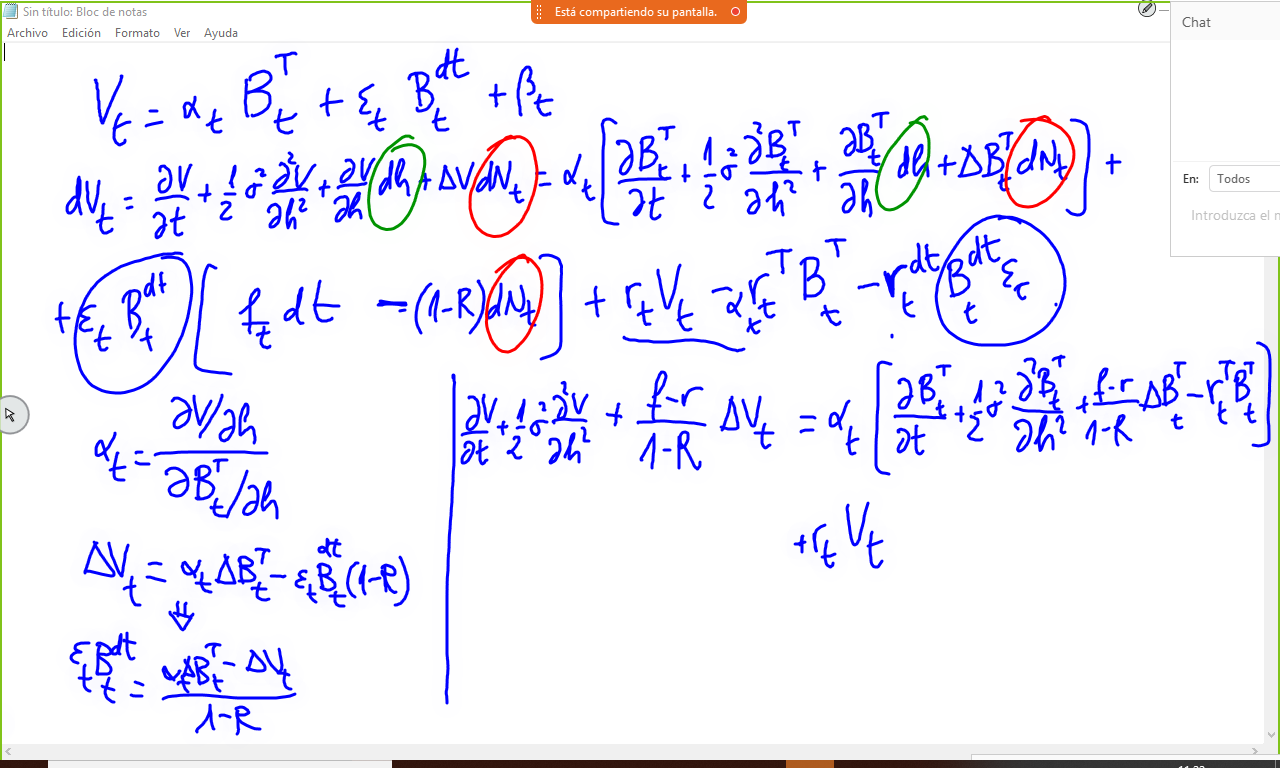 Sin título: Bloc de notas
Está compartiendo su pantalla.
Archivo Edición Formato Ver Ayuda
Chat
En: Todos
Introduzca el m
V_t = α_t B_t^T + ε_t B_t^{dt} + β_t
dV_t = ∂V/∂t + 1/2 σ² ∂²V/∂h² + ∂V/∂h dh + ΔV dN_t = α_t [ ∂B_t^T/∂t + 1/2 σ² ∂²B_t^T/∂h² + ∂B_t^T/∂h dh + ΔB_t^T dN_t ] +
+ ε_t B_t^{dt} [ f_t dt - (1-R) dN_t ] + r_t V_t - α_t r_t^T B_t^T - r_t^{dt} B_t^{dt} ε_t
α_t = (∂V/∂h) / (∂B_t^T/∂h)
ΔV_t = α_t ΔB_t^T - ε_t B_t^{dt} (1-R)
⇓
ε_t B_t^{dt} = (α_t ΔB_t^T - ΔV_t) / (1-R)
∂V/∂t + 1/2 σ² ∂²V/∂h² + (f-r)/(1-R) ΔV_t = α_t [ ∂B_t^T/∂t + 1/2 σ² ∂²B_t^T/∂h² + (f-r)/(1-R) ΔB_t^T - r_t^T B_t^T ]
+ r_t V_t